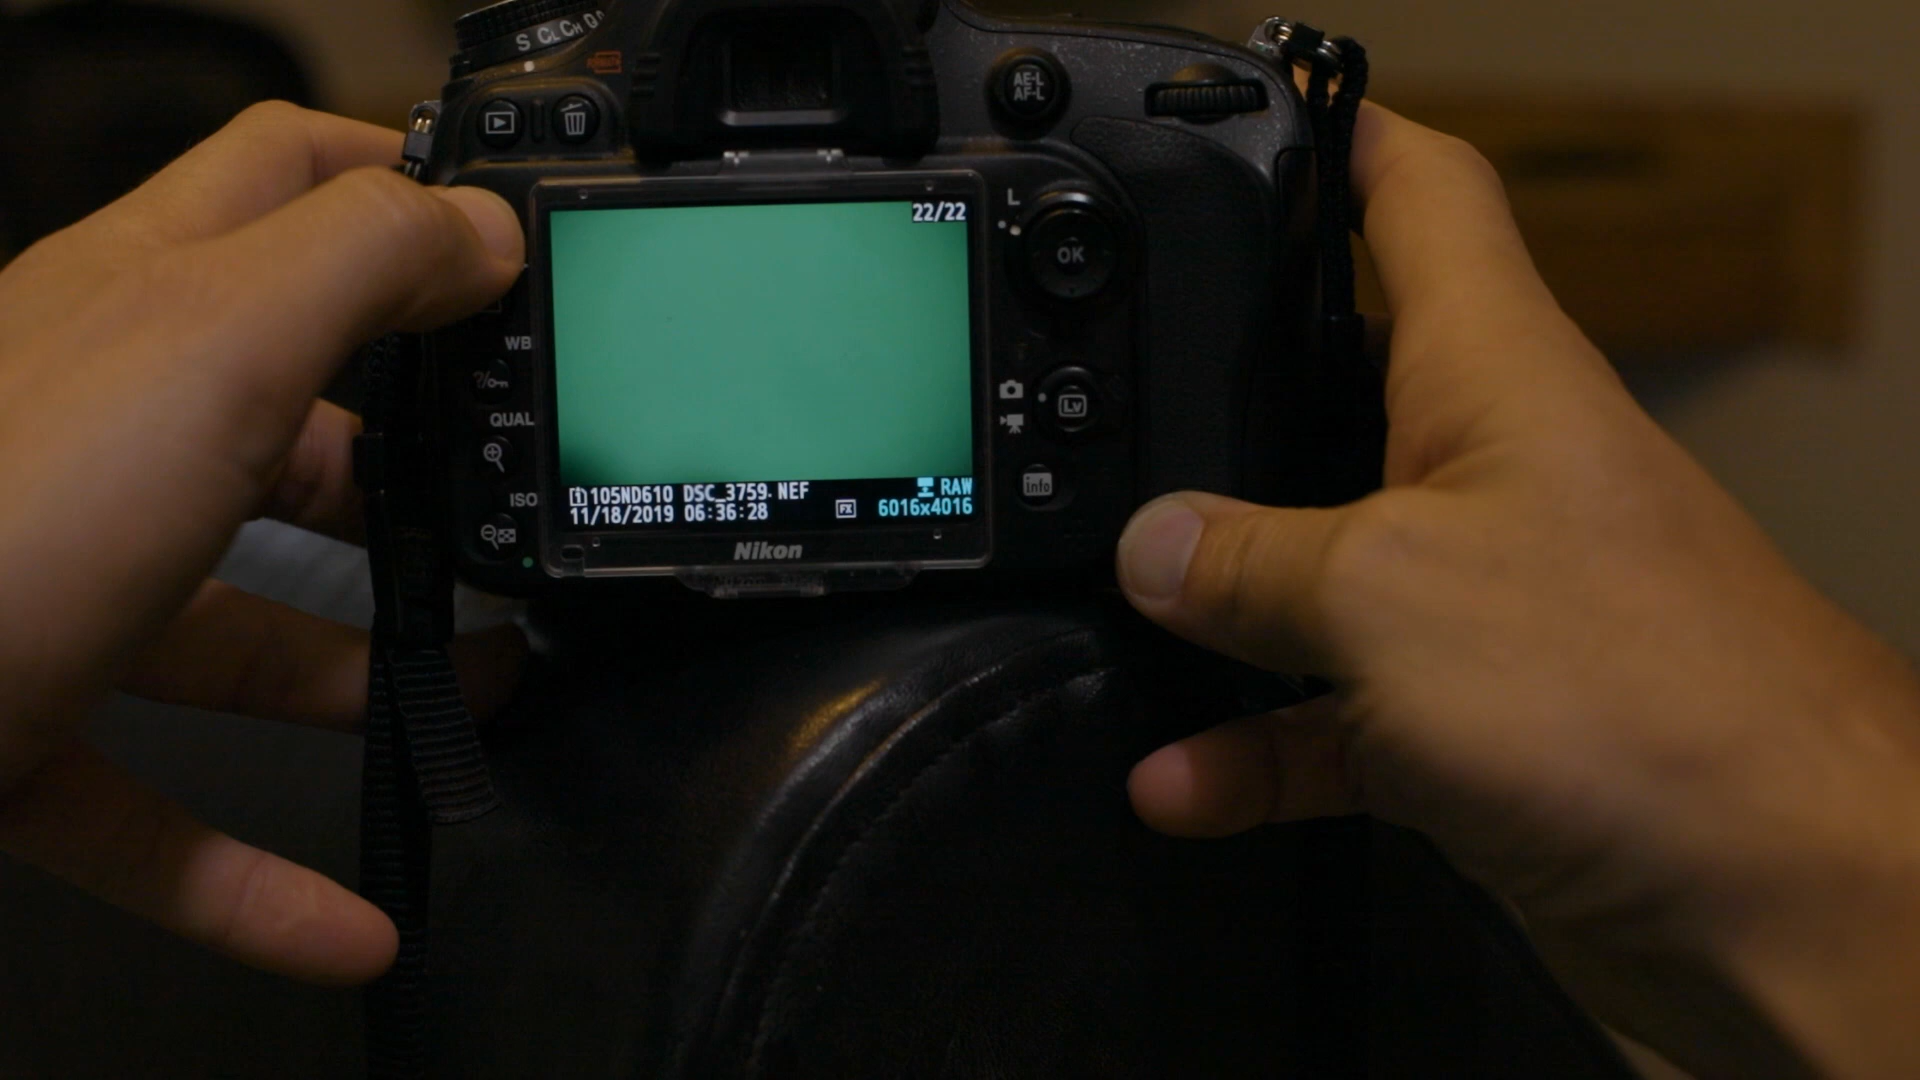 S CL CH Q
AE-L
AF-L
22/22
L
OK
WB
?/
QUAL
Lv
info
ISO
1 105ND610 DSC_3759.NEF RAW
11/18/2019 06:36:28 FX 6016x4016
Nikon